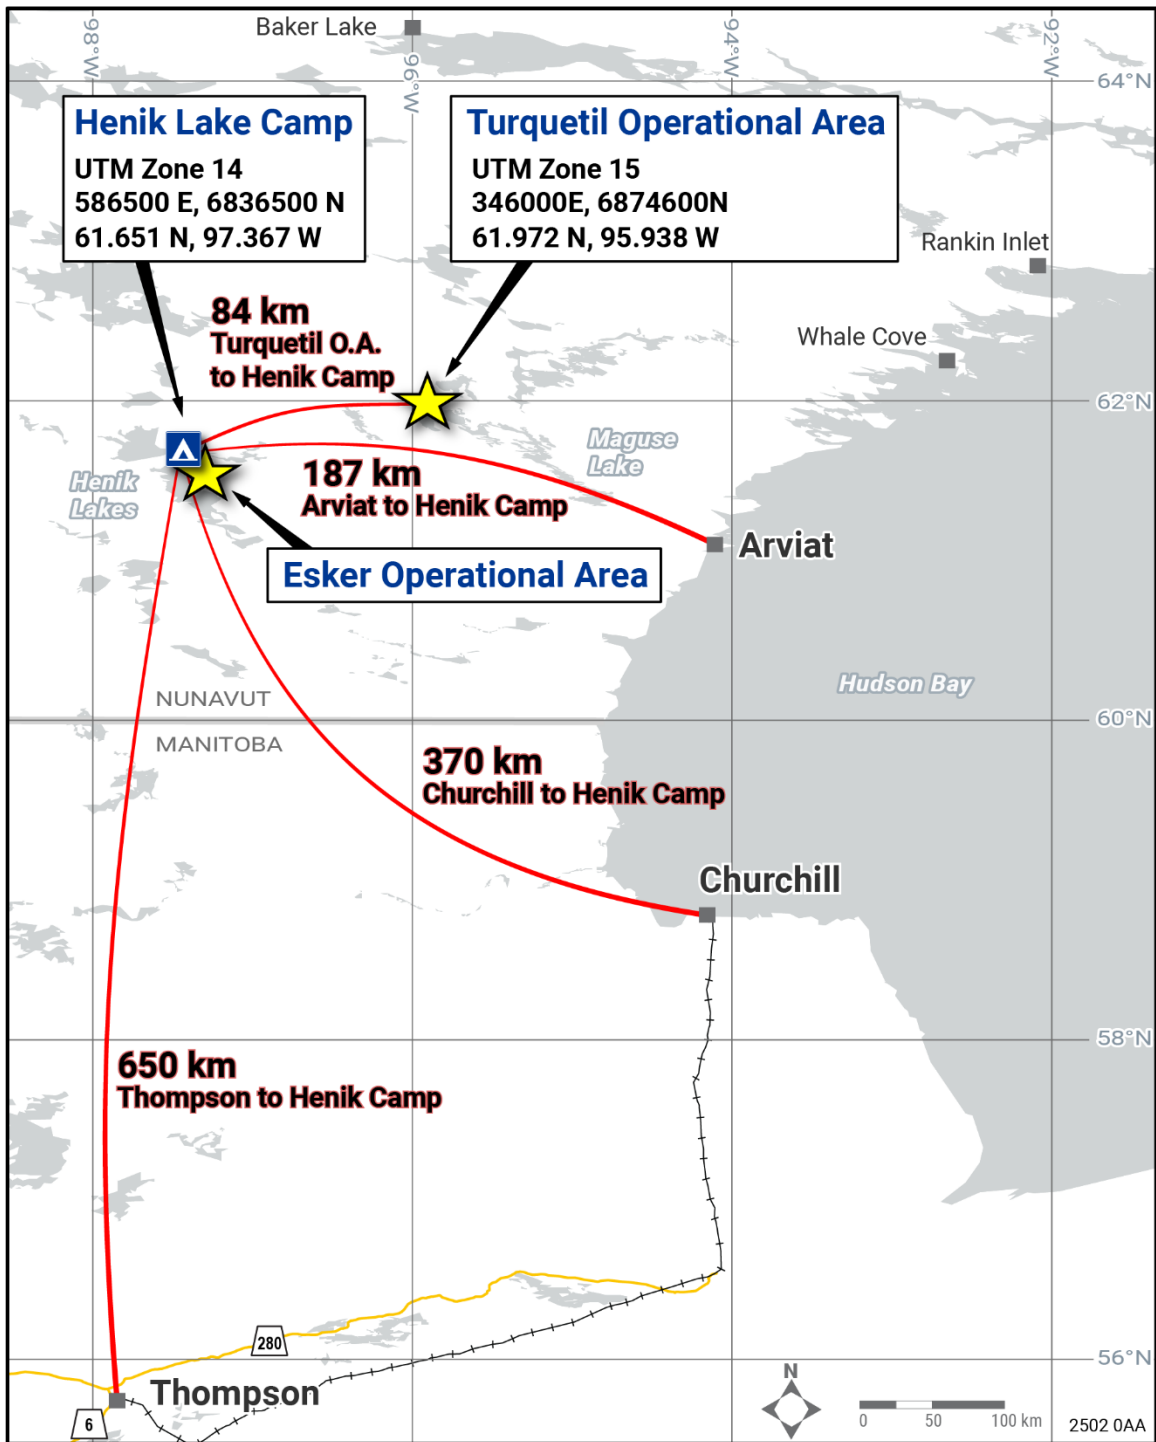 Baker Lake
98°W
96°W
94°W
92°W
64°N
Henik Lake Camp
UTM Zone 14
586500 E, 6836500 N
61.651 N, 97.367 W
Turquetil Operational Area
UTM Zone 15
346000E, 6874600N
61.972 N, 95.938 W
Rankin Inlet
Whale Cove
84 km
Turquetil O.A.
to Henik Camp
62°N
Maguse
Lake
187 km
Arviat to Henik Camp
Henik
Lakes
Arviat
Esker Operational Area
Hudson Bay
NUNAVUT
60°N
MANITOBA
370 km
Churchill to Henik Camp
Churchill
58°N
650 km
Thompson to Henik Camp
280
56°N
Thompson
6
N
0 50 100 km
2502 0AA